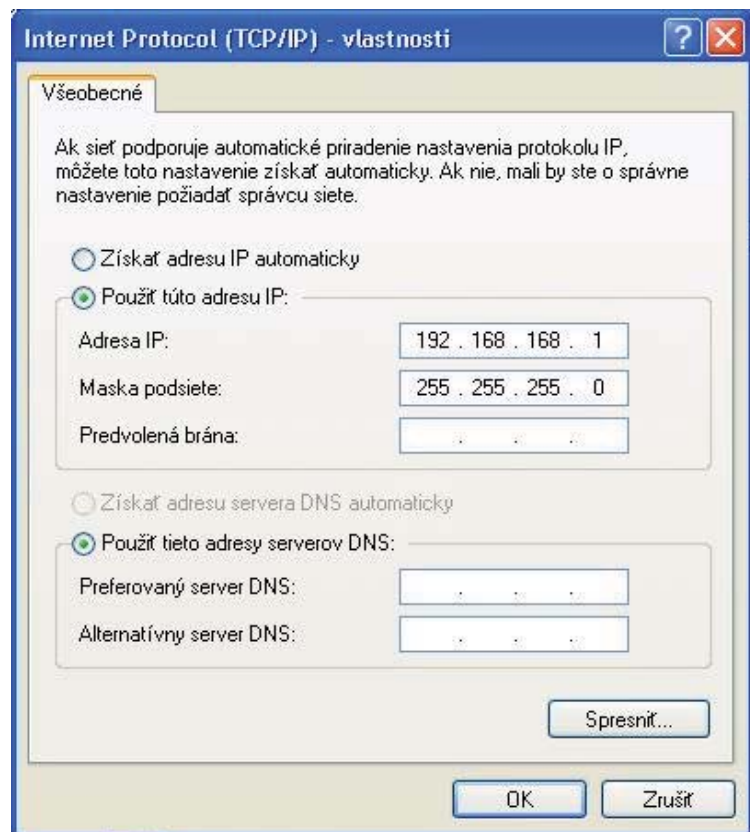 Internet Protocol (TCP/IP) - vlastnosti
Všeobecné
Ak sieť podporuje automatické priradenie nastavenia protokolu IP,
môžete toto nastavenie získať automaticky. Ak nie, mali by ste o správne
nastavenie požiadať správcu siete.
Získať adresu IP automaticky
Použiť túto adresu IP:
Adresa IP: 192 . 168 . 168 . 1
Maska podsiete: 255 . 255 . 255 . 0
Predvolená brána: . . .
Získať adresu servera DNS automaticky
Použiť tieto adresy serverov DNS:
Preferovaný server DNS: . . .
Alternatívny server DNS: . . .
Spresniť...
OK Zrušiť